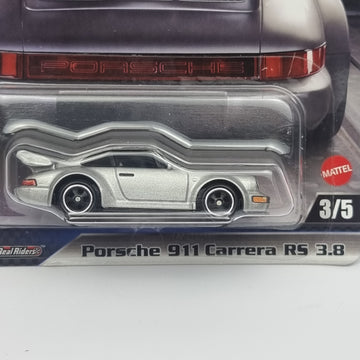 PORSCHE
MATTEL
3/5
Real Riders
Porsche 911 Carrera RS 3.8